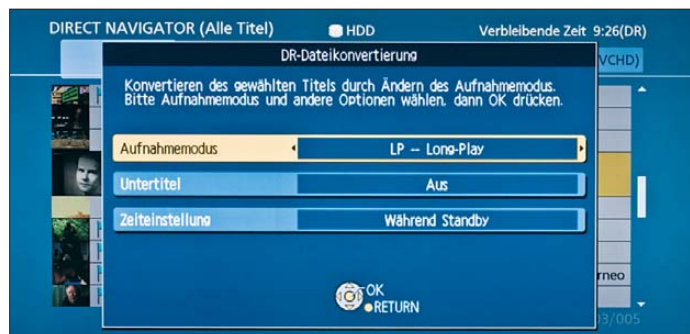 DIRECT NAVIGATOR (Alle Titel) HDD Verbleibende Zeit 9:26(DR)
DR-Dateikonvertierung
VCHD)
Konvertieren des gewählten Titels durch Ändern des Aufnahmemodus.
Bitte Aufnahmemodus und andere Optionen wählen, dann OK drücken.
Aufnahmemodus LP -- Long-Play
Untertitel Aus
Zeiteinstellung Während Standby
rneo
OK
RETURN
3/005